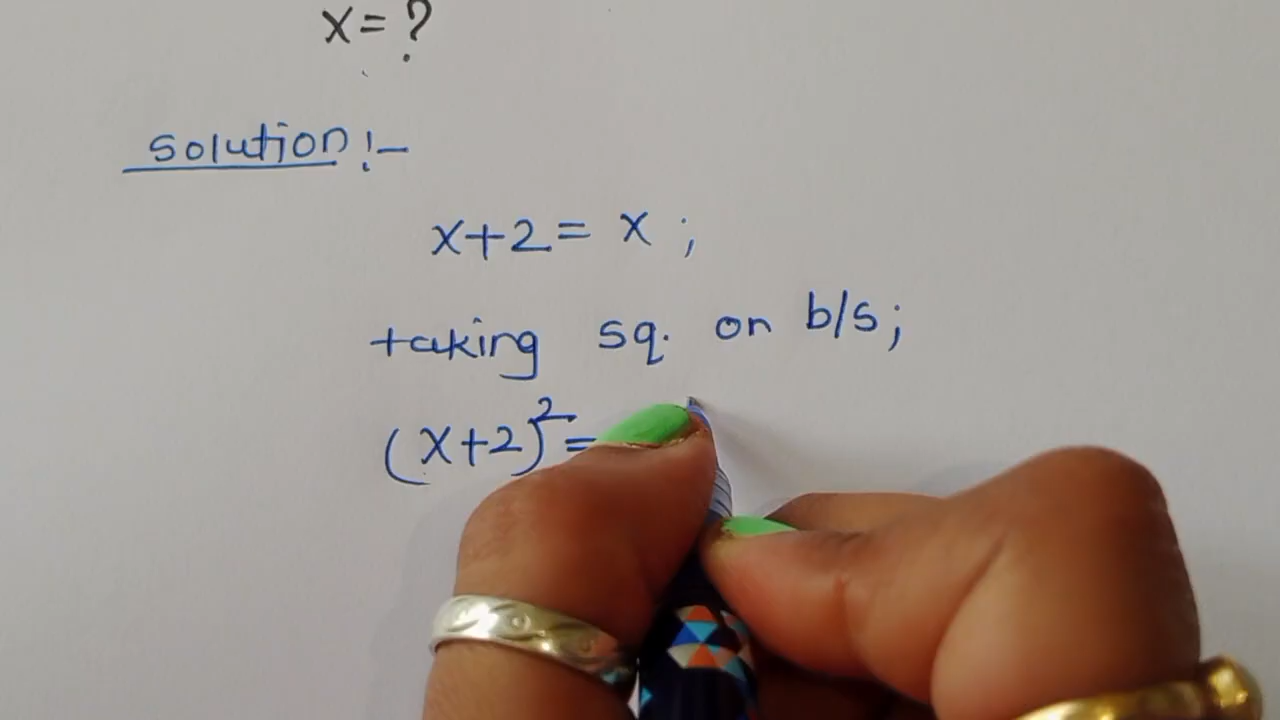 x = ?
Solution :-
x+2 = x ;
taking sq. on b/s;
(x+2)² =